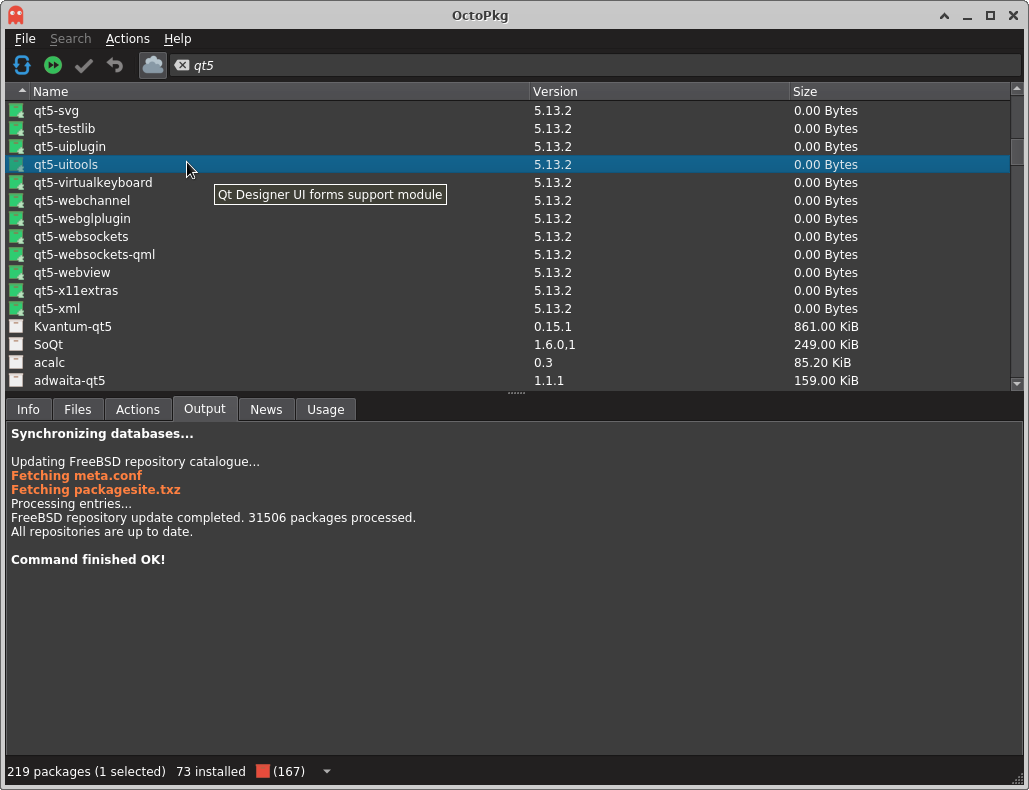 OctoPkg
File Search Actions Help
qt5
Name Version Size
qt5-svg 5.13.2 0.00 Bytes
qt5-testlib 5.13.2 0.00 Bytes
qt5-uiplugin 5.13.2 0.00 Bytes
qt5-uitools 5.13.2 0.00 Bytes
qt5-virtualkeyboard 5.13.2 0.00 Bytes
Qt Designer UI forms support module
qt5-webchannel 5.13.2 0.00 Bytes
qt5-webglplugin 5.13.2 0.00 Bytes
qt5-websockets 5.13.2 0.00 Bytes
qt5-websockets-qml 5.13.2 0.00 Bytes
qt5-webview 5.13.2 0.00 Bytes
qt5-x11extras 5.13.2 0.00 Bytes
qt5-xml 5.13.2 0.00 Bytes
Kvantum-qt5 0.15.1 861.00 KiB
SoQt 1.6.0,1 249.00 KiB
acalc 0.3 85.20 KiB
adwaita-qt5 1.1.1 159.00 KiB
Info Files Actions Output News Usage
Synchronizing databases...
Updating FreeBSD repository catalogue...
Fetching meta.conf
Fetching packagesite.txz
Processing entries...
FreeBSD repository update completed. 31506 packages processed.
All repositories are up to date.
Command finished OK!
219 packages (1 selected) 73 installed (167)